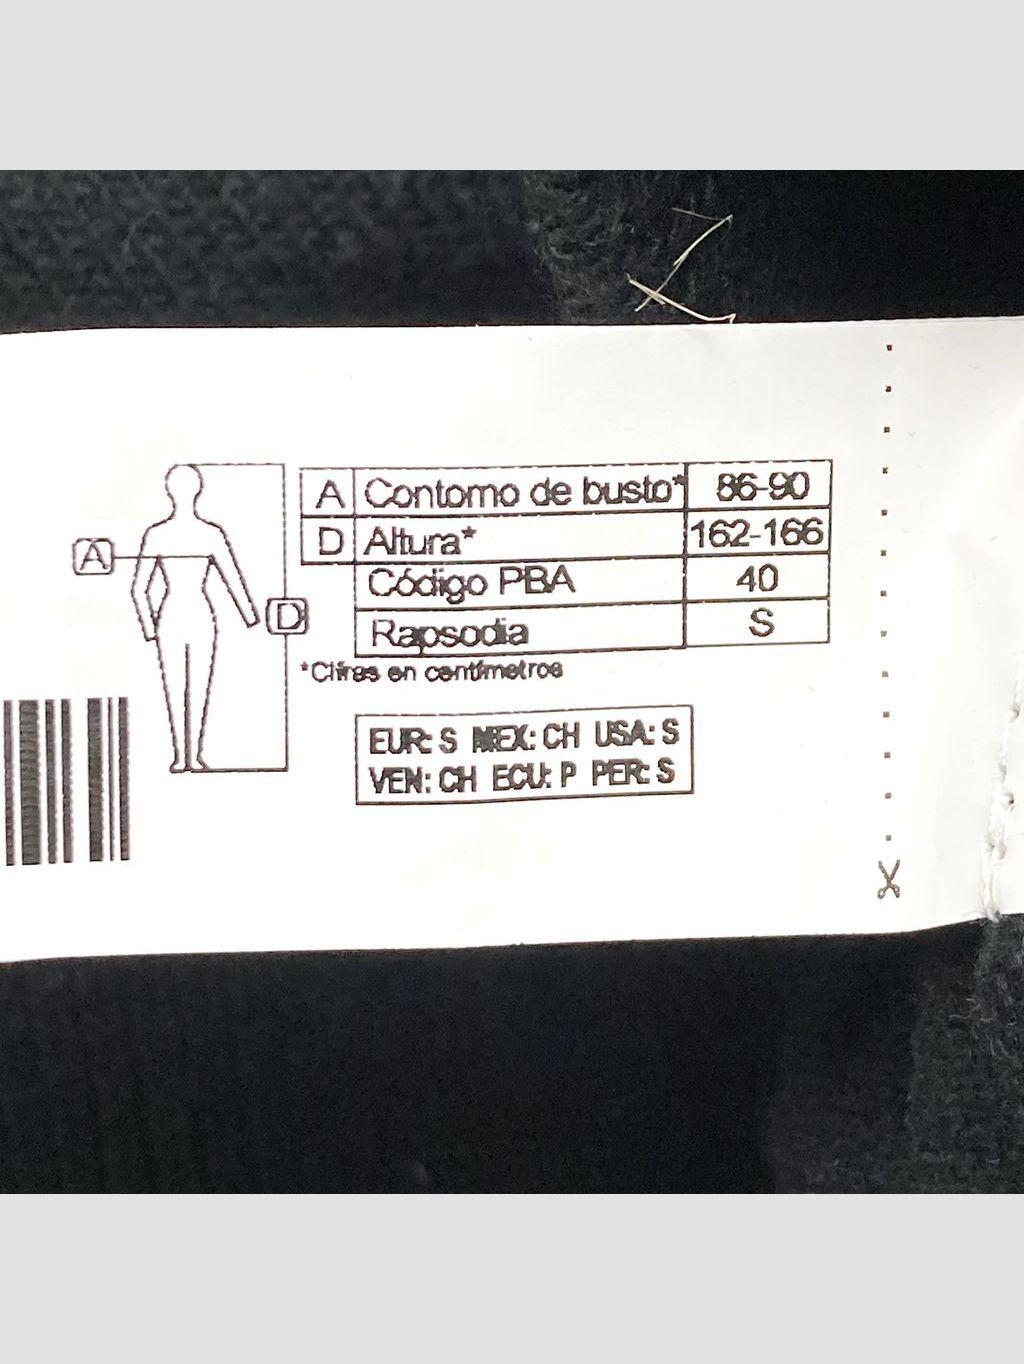 A Contorno de busto* 86-90
D Altura* 162-166
Código PBA 40
Rapsodia S
*Cifras en centímetros
A
D
EUR: S MEX: CH USA: S
VEN: CH ECU: P PER: S